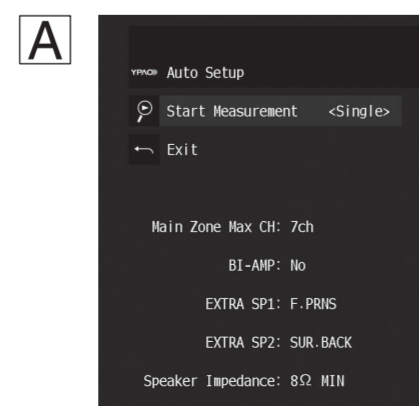 A
YPAO Auto Setup
Start Measurement <Single>
Exit
Main Zone Max CH: 7ch
BI-AMP: No
EXTRA SP1: F.PRNS
EXTRA SP2: SUR.BACK
Speaker Impedance: 8Ω MIN